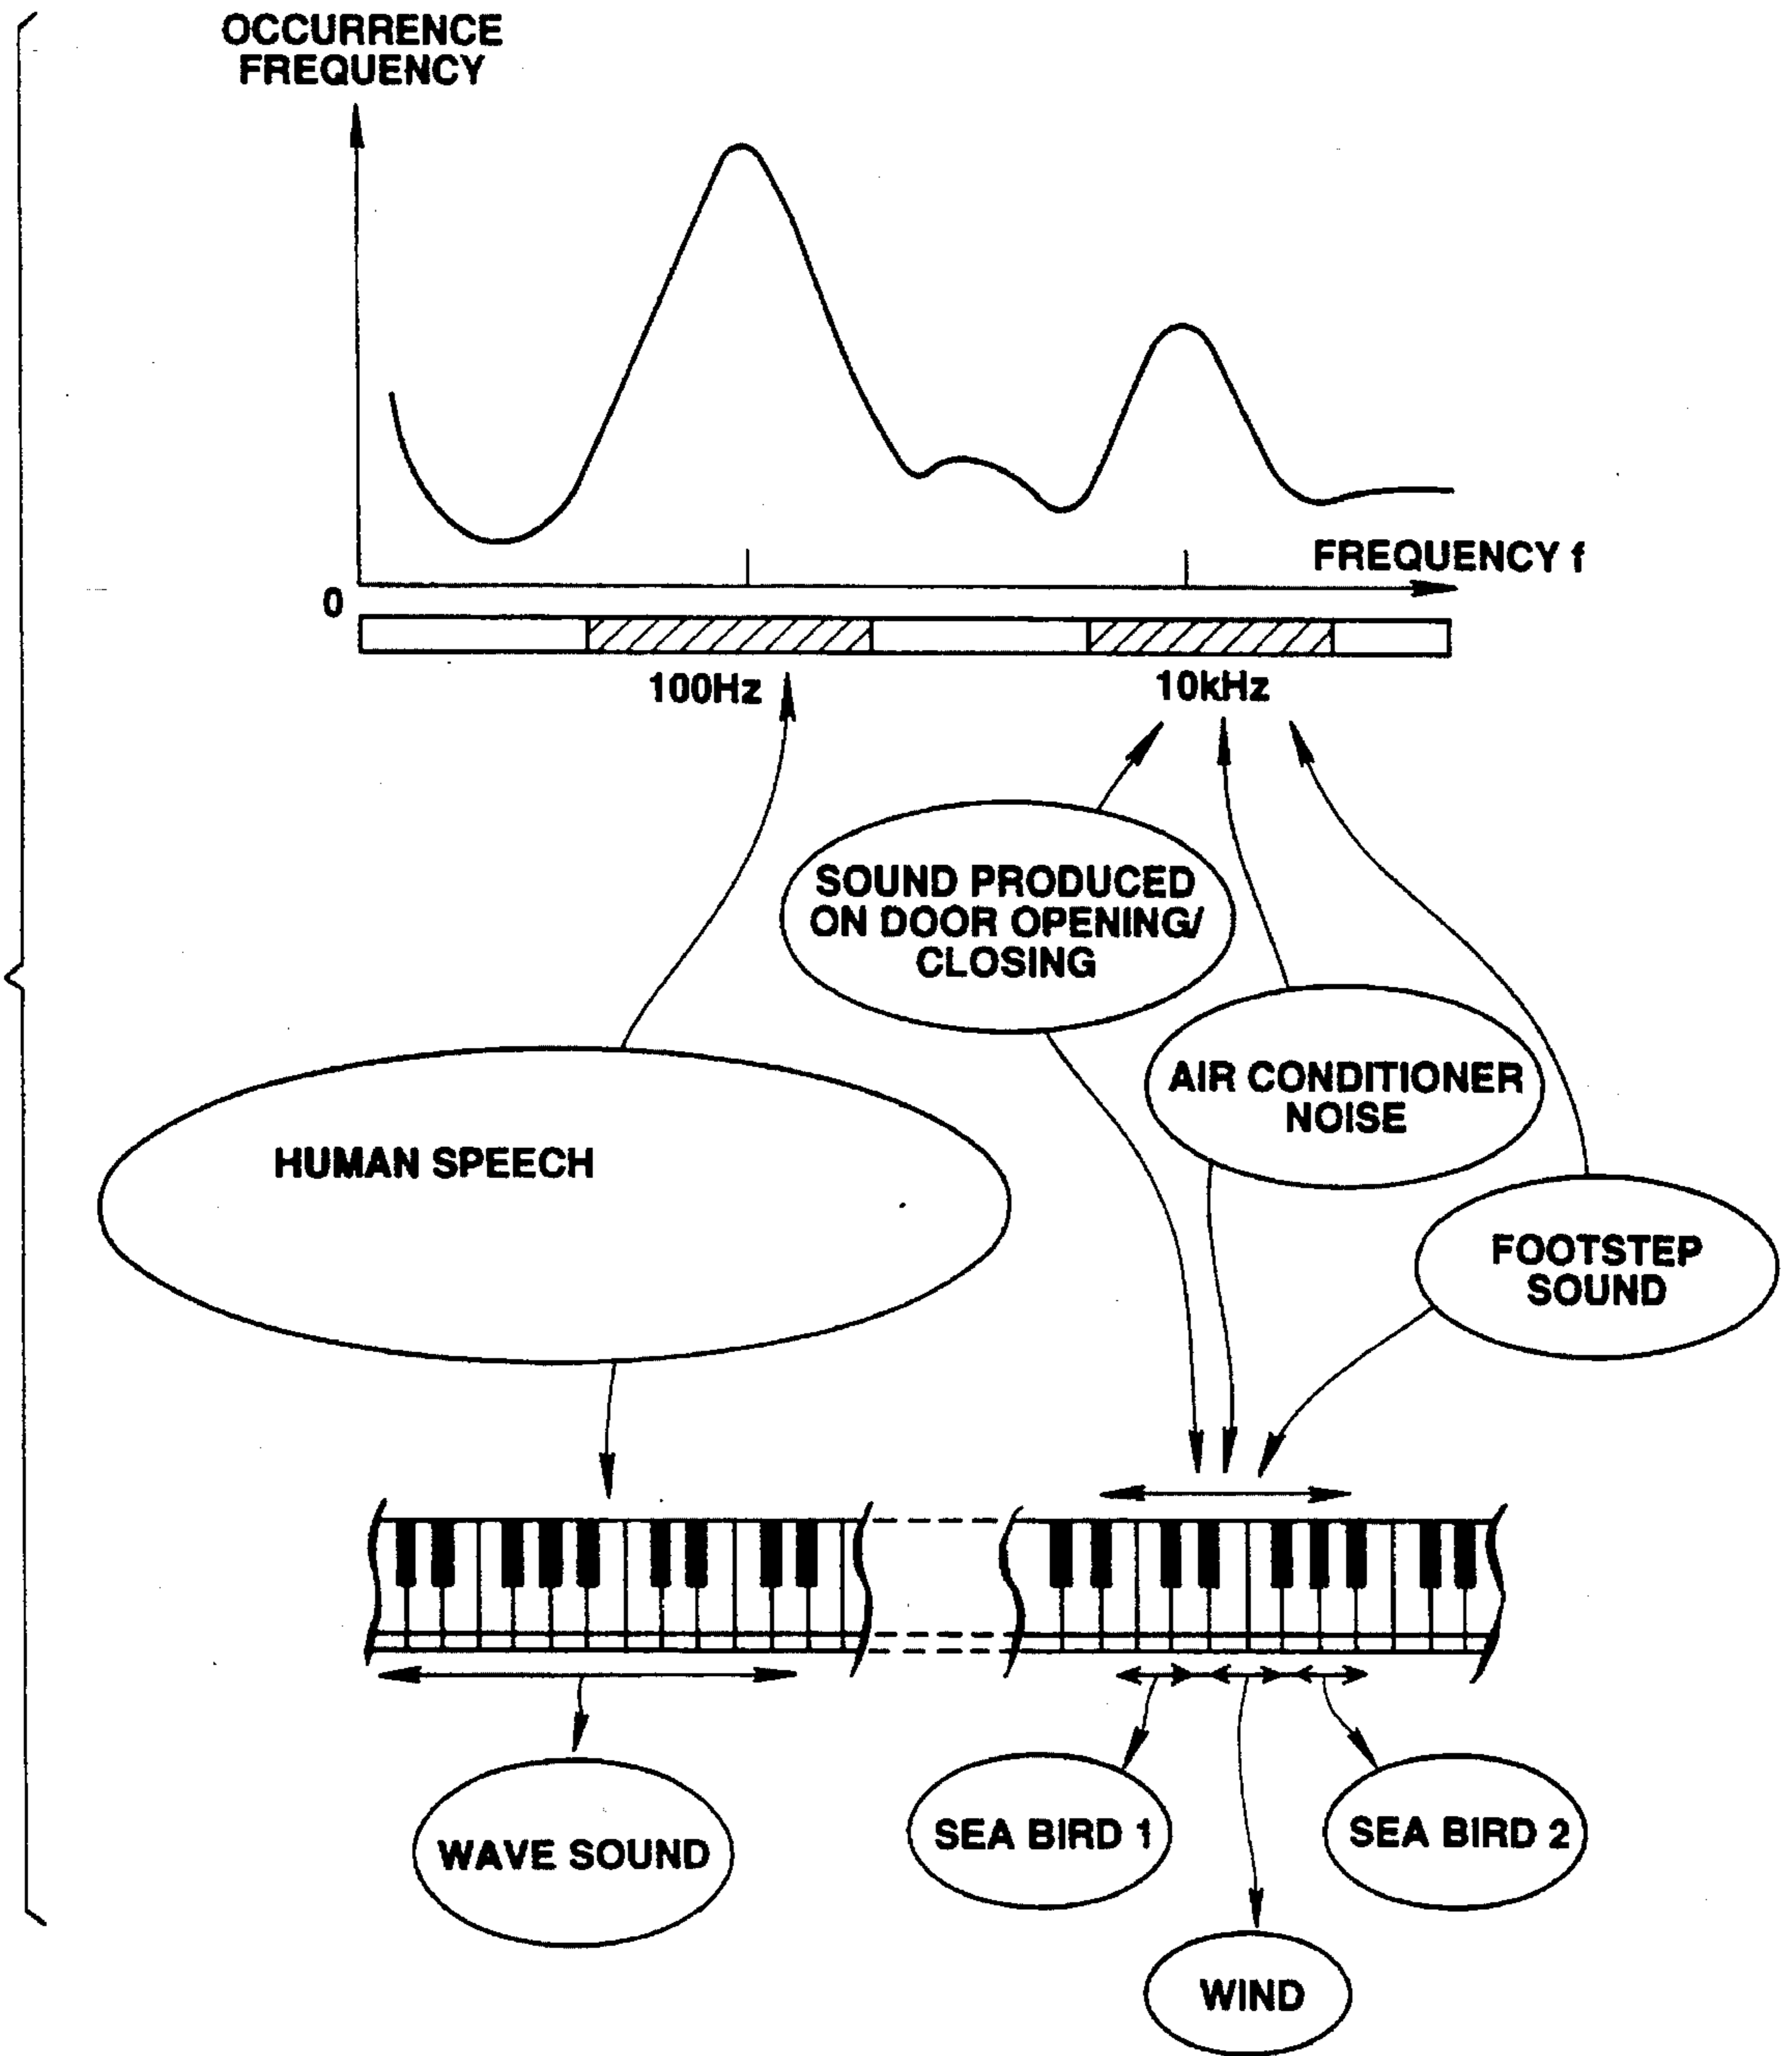 OCCURRENCE
FREQUENCY
FREQUENCY f
0
100Hz
10kHz
SOUND PRODUCED
ON DOOR OPENING/
CLOSING
AIR CONDITIONER
NOISE
HUMAN SPEECH
FOOTSTEP
SOUND
WAVE SOUND
SEA BIRD 1
SEA BIRD 2
WIND